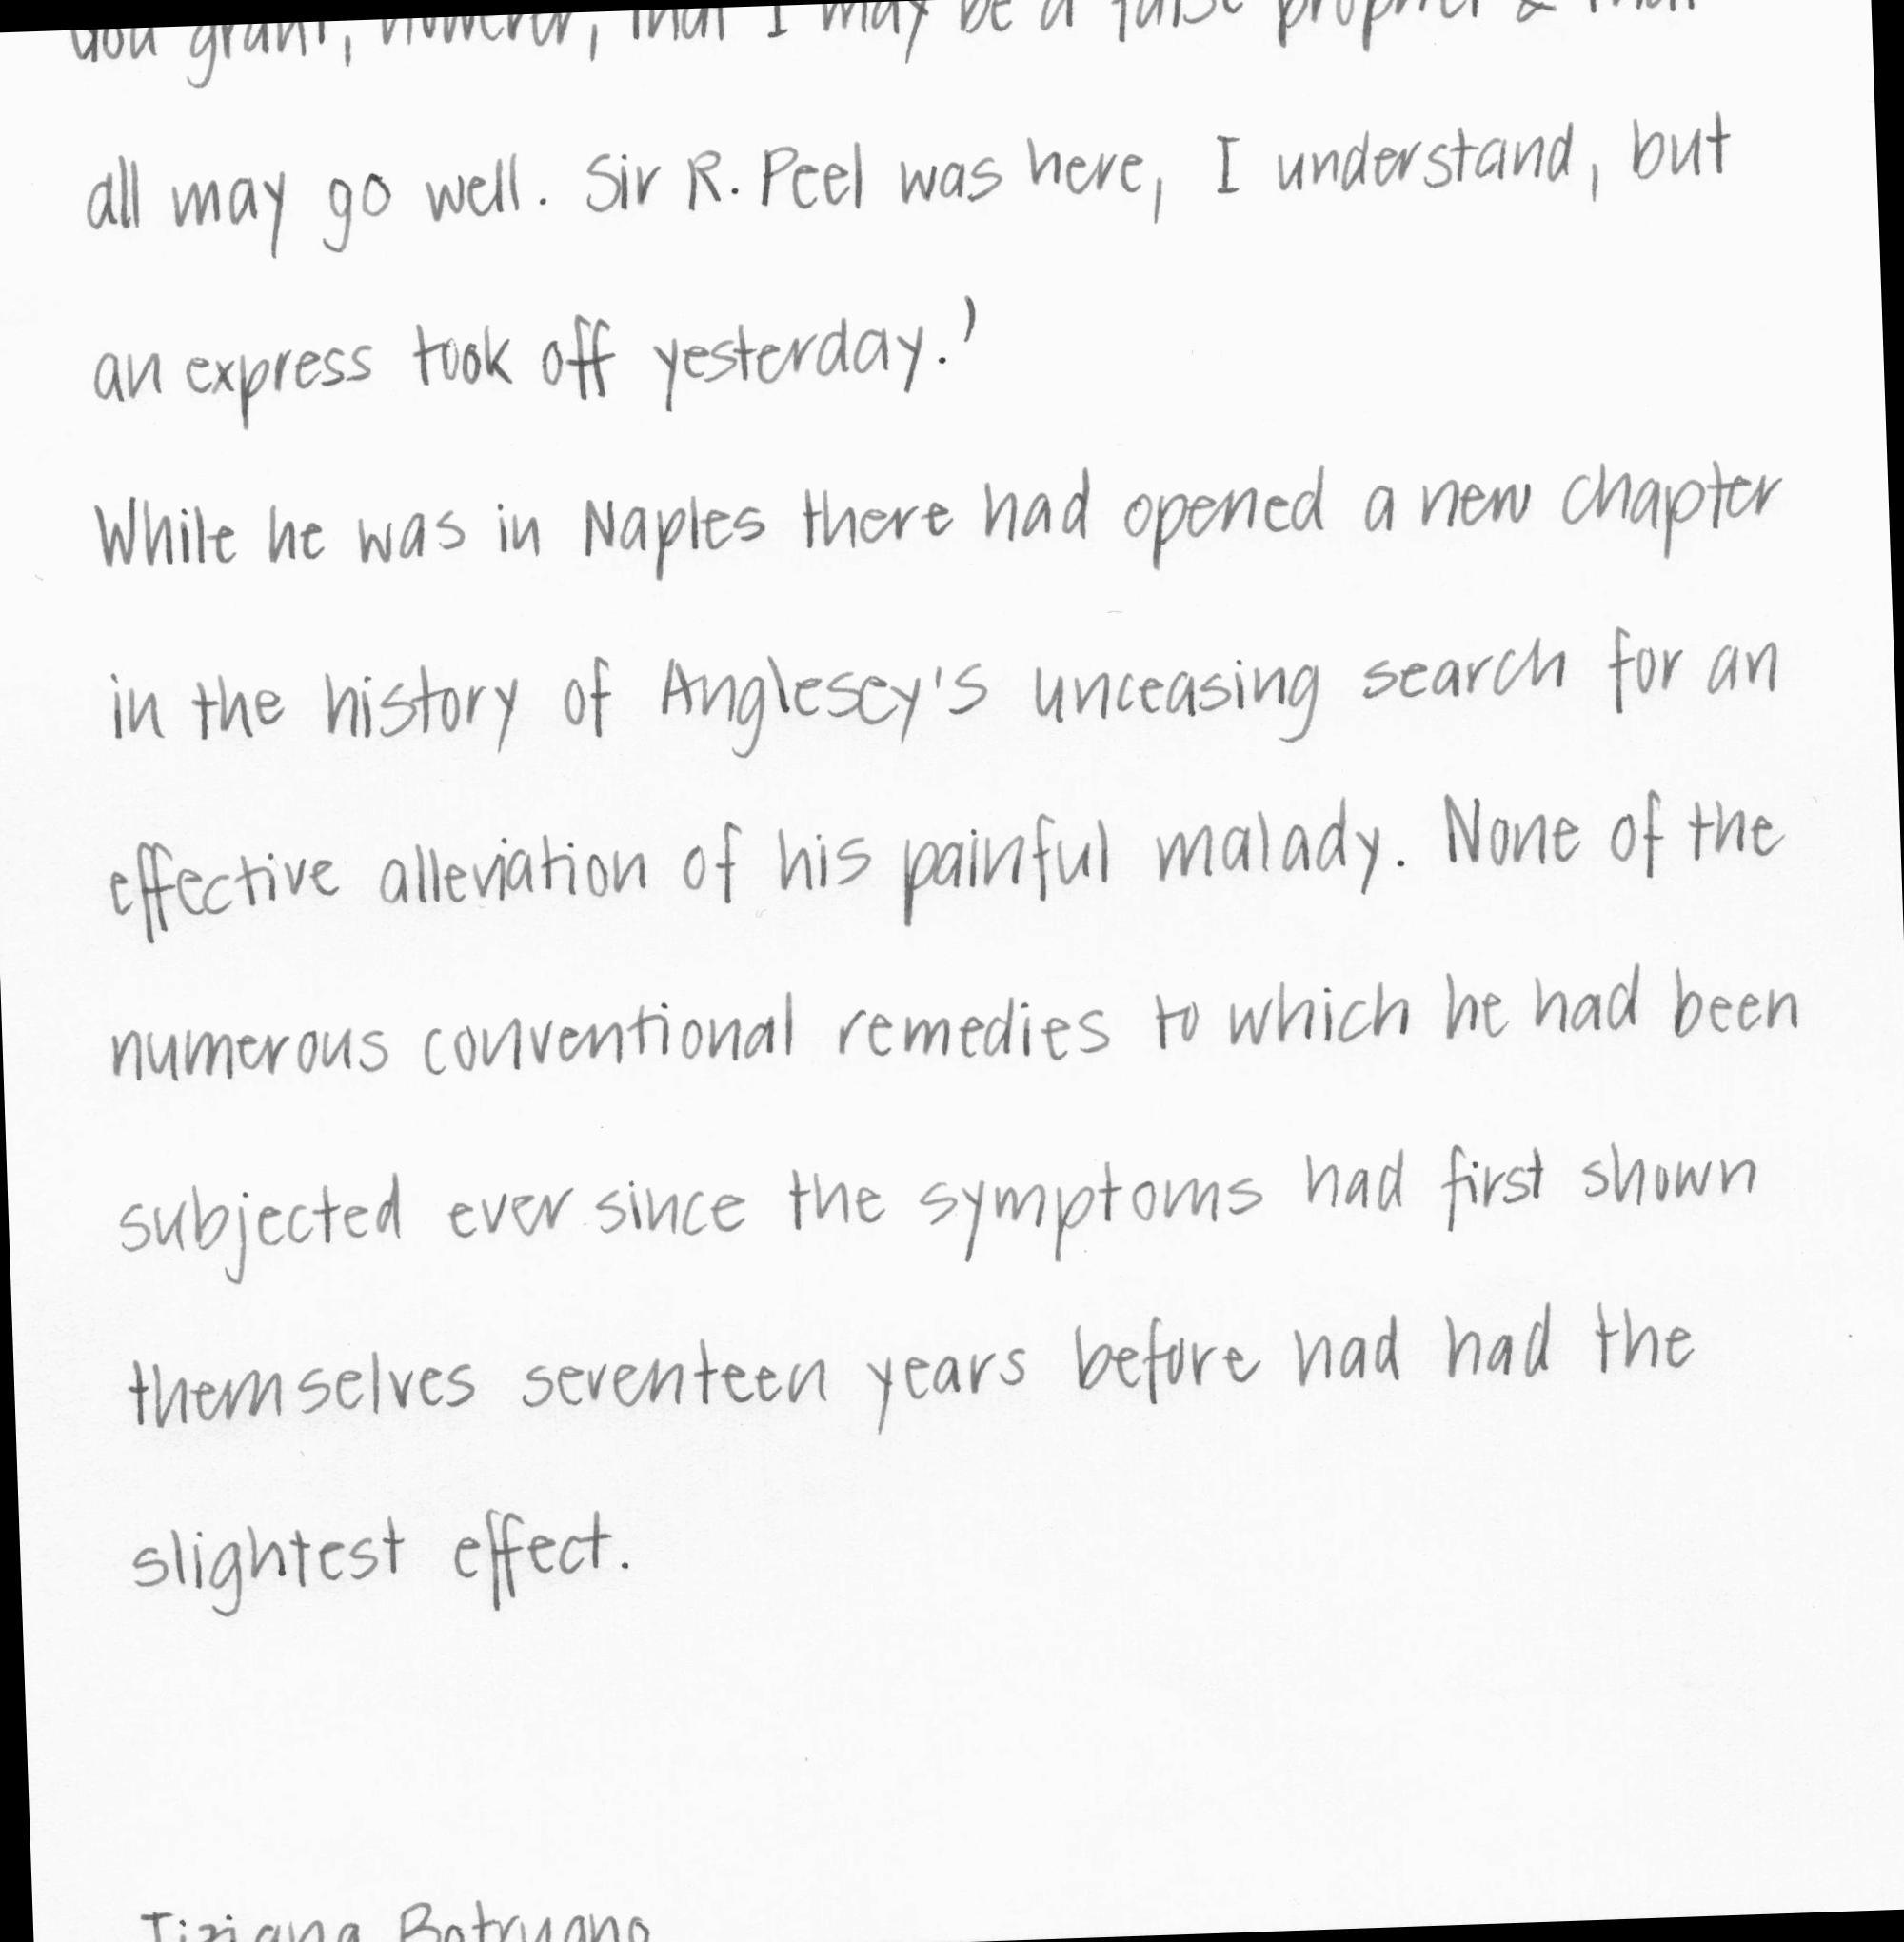 grant, however, that I may be a false prophet & that
all may go well. Sir R. Peel was here, I understand, but
an express took off yesterday.'
While he was in Naples there had opened a new chapter
in the history of Anglesey's unceasing search for an
effective alleviation of his painful malady. None of the
numerous conventional remedies to which he had been
subjected ever since the symptoms had first shown
themselves seventeen years before had had the
slightest effect.
Tiziana